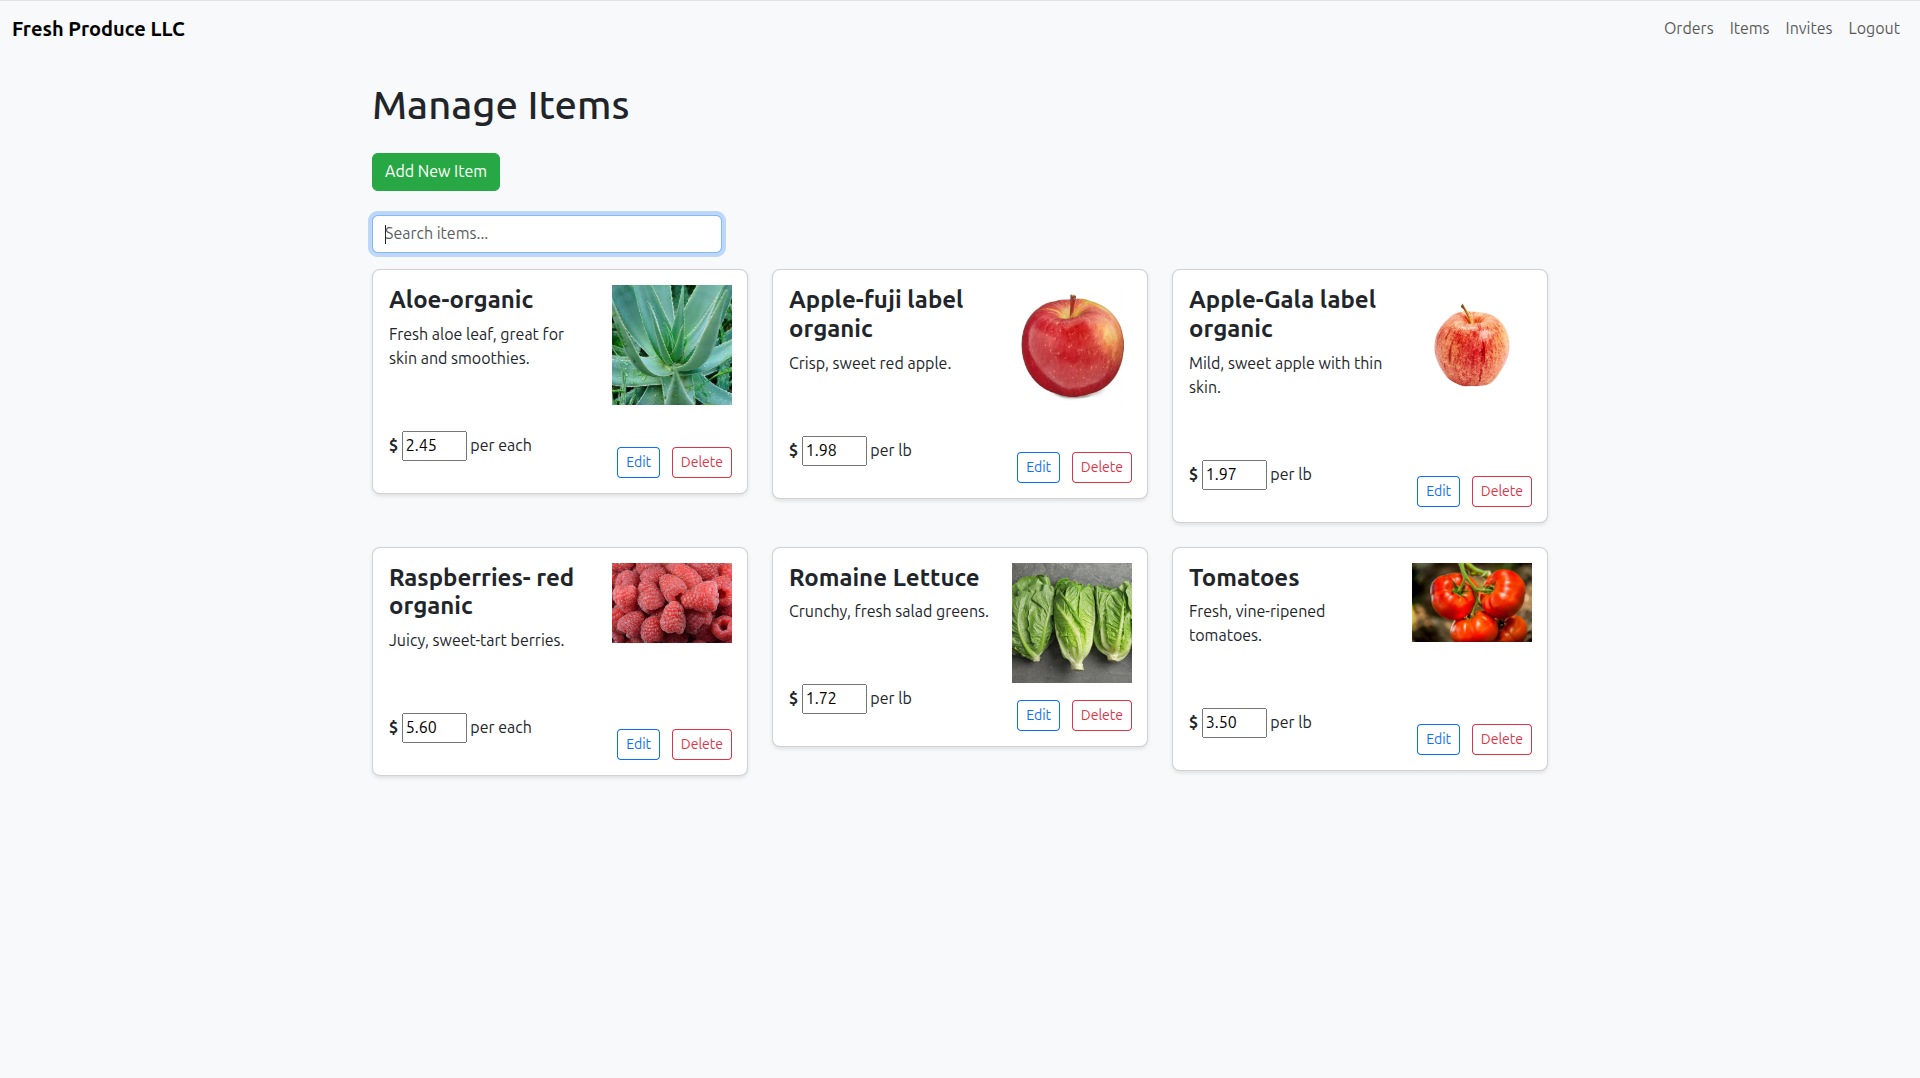 Fresh Produce LLC
Orders Items Invites Logout
Manage Items
Add New Item
Search items...
Aloe-organic
Fresh aloe leaf, great for
skin and smoothies.
$ 2.45 per each
Edit Delete
Apple-fuji label
organic
Crisp, sweet red apple.
$ 1.98 per lb
Edit Delete
Apple-Gala label
organic
Mild, sweet apple with thin
skin.
$ 1.97 per lb
Edit Delete
Raspberries- red
organic
Juicy, sweet-tart berries.
$ 5.60 per each
Edit Delete
Romaine Lettuce
Crunchy, fresh salad greens.
$ 1.72 per lb
Edit Delete
Tomatoes
Fresh, vine-ripened
tomatoes.
$ 3.50 per lb
Edit Delete